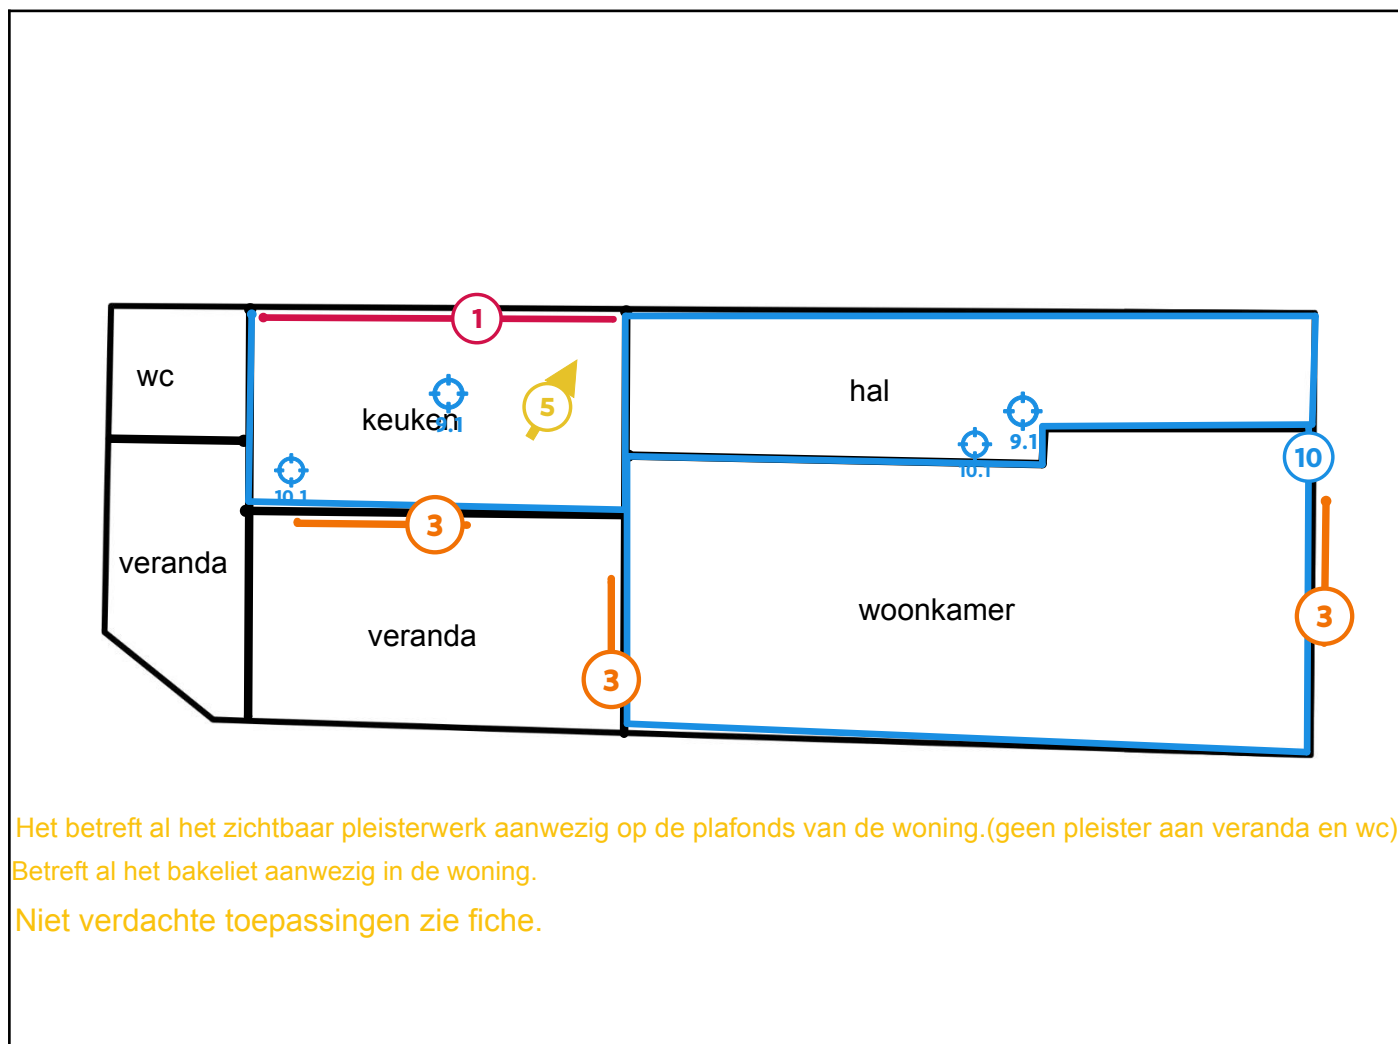 1
wc
keuken
9.1
5
hal
9.1
10.1
10
10.1
3
veranda
veranda
woonkamer
3
3
Het betreft al het zichtbaar pleisterwerk aanwezig op de plafonds van de woning.(geen pleister aan veranda en wc)
Betreft al het bakeliet aanwezig in de woning.
Niet verdachte toepassingen zie fiche.